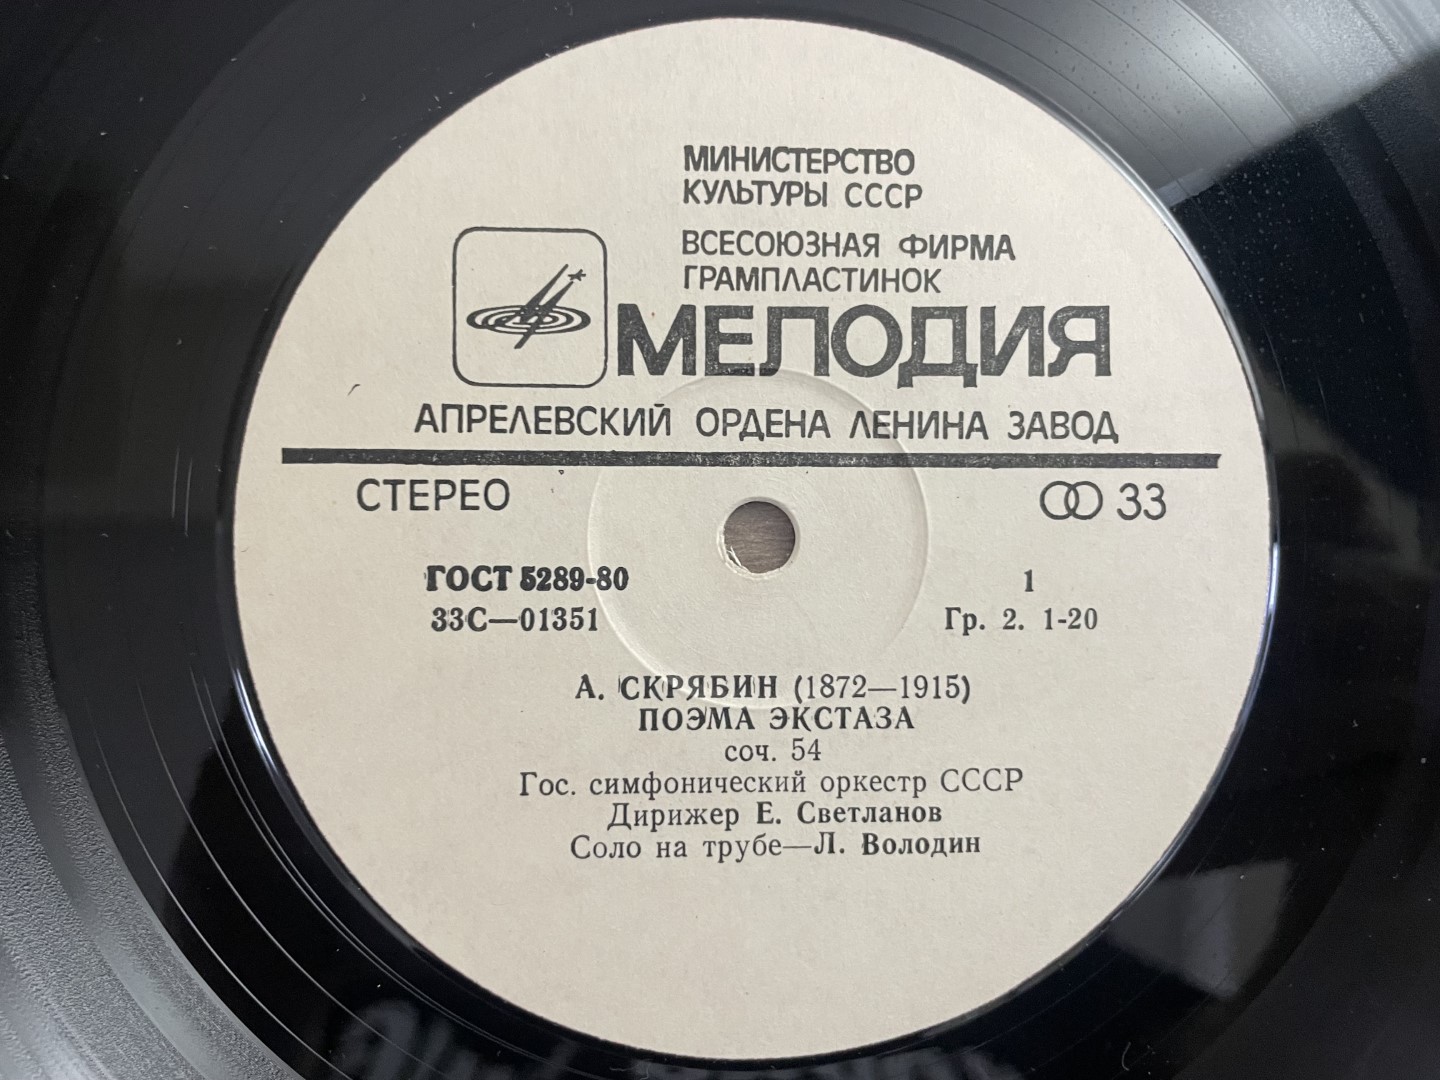 МИНИСТЕРСТВО
КУЛЬТУРЫ СССР
ВСЕСОЮЗНАЯ ФИРМА
ГРАМПЛАСТИНОК
МЕЛОДИЯ
АПРЕЛЕВСКИЙ ОРДЕНА ЛЕНИНА ЗАВОД
СТЕРЕО 33
ГОСТ 5289-80 1
33С—01351 Гр. 2. 1-20
А. СКРЯБИН (1872—1915)
ПОЭМА ЭКСТАЗА
соч. 54
Гос. симфонический оркестр СССР
Дирижер Е. Светланов
Соло на трубе—Л. Володин